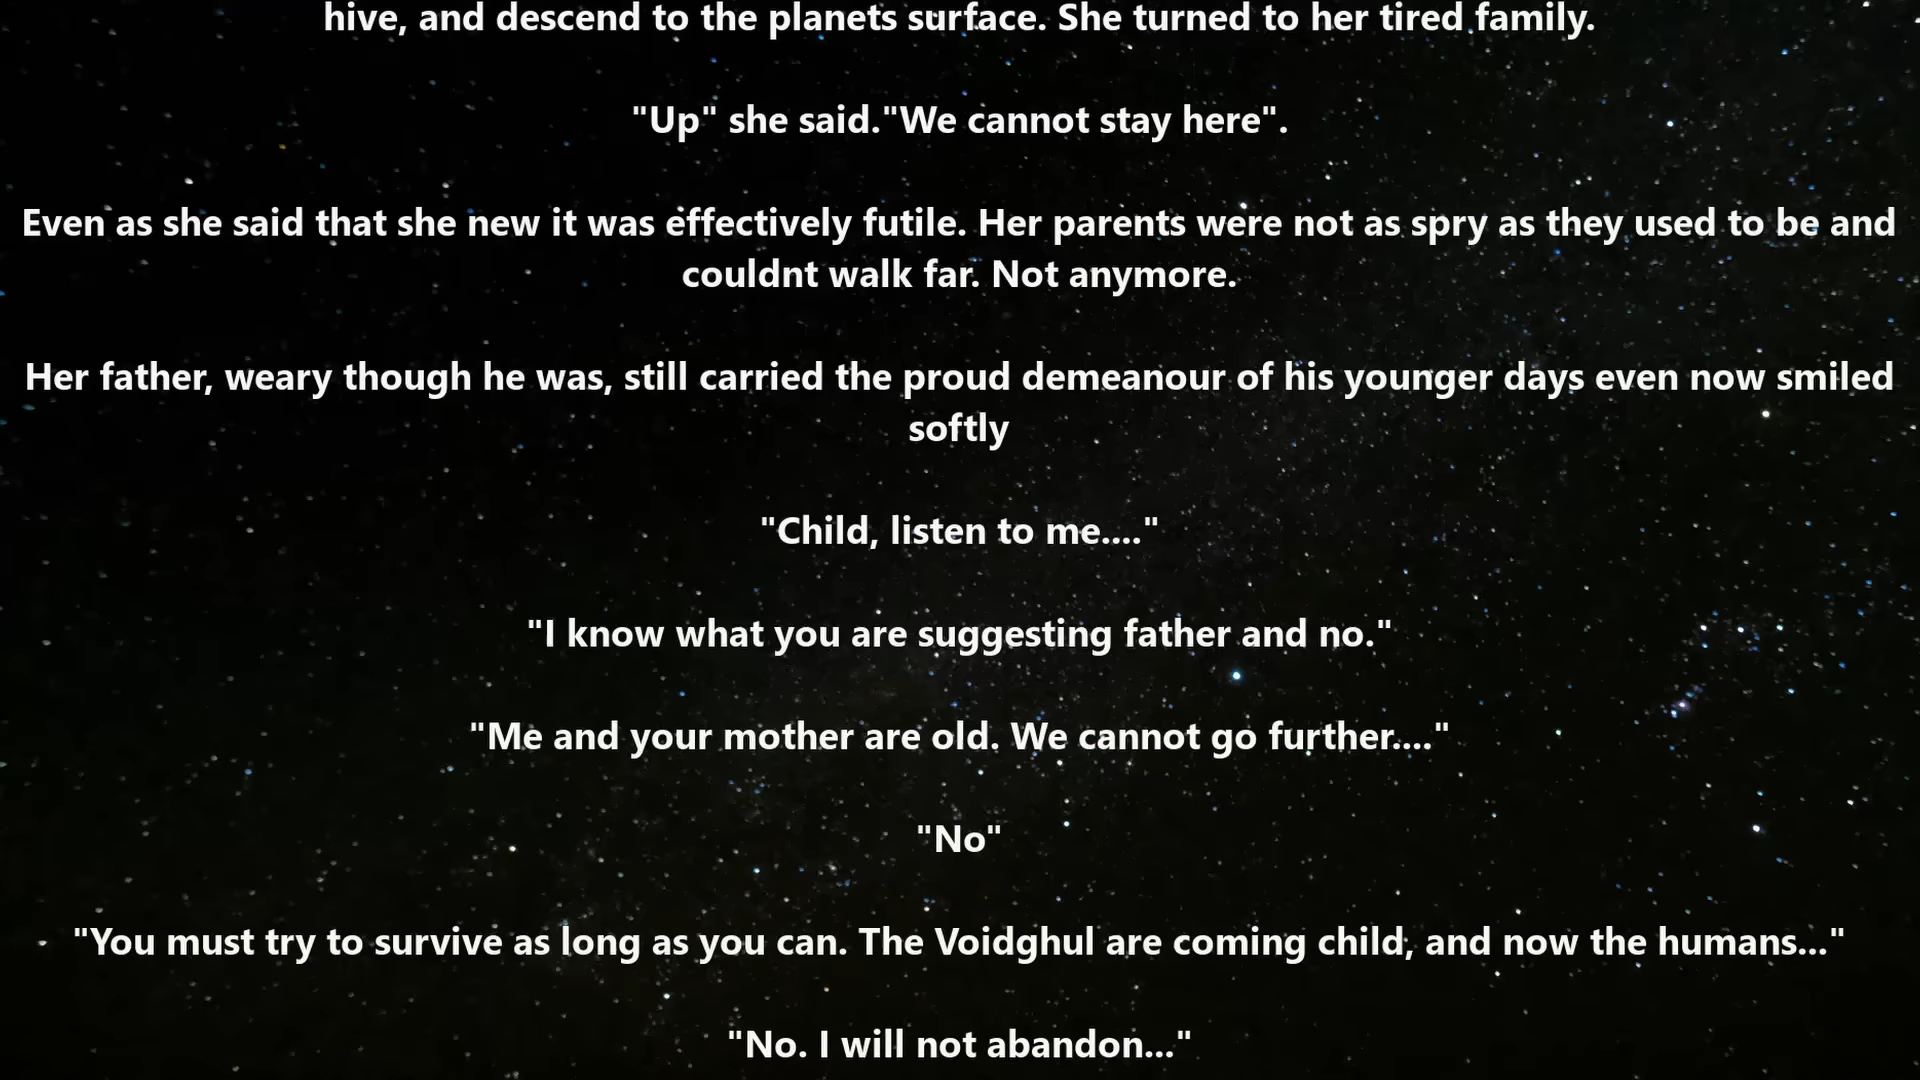 hive, and descend to the planets surface. She turned to her tired family.
"Up" she said."We cannot stay here".
Even as she said that she new it was effectively futile. Her parents were not as spry as they used to be and
couldnt walk far. Not anymore.
Her father, weary though he was, still carried the proud demeanour of his younger days even now smiled
softly
"Child, listen to me...."
"I know what you are suggesting father and no."
"Me and your mother are old. We cannot go further...."
"No"
"You must try to survive as long as you can. The Voidghul are coming child, and now the humans..."
"No. I will not abandon..."